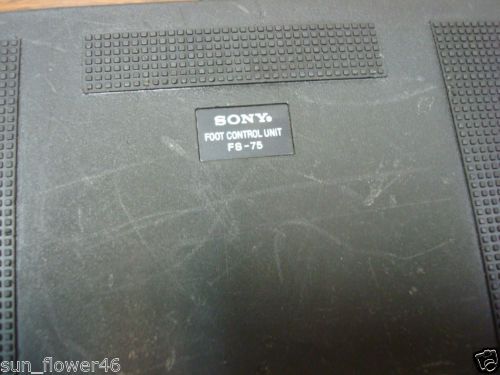 SONY®
FOOT CONTROL UNIT
FS-75
sun_flower46